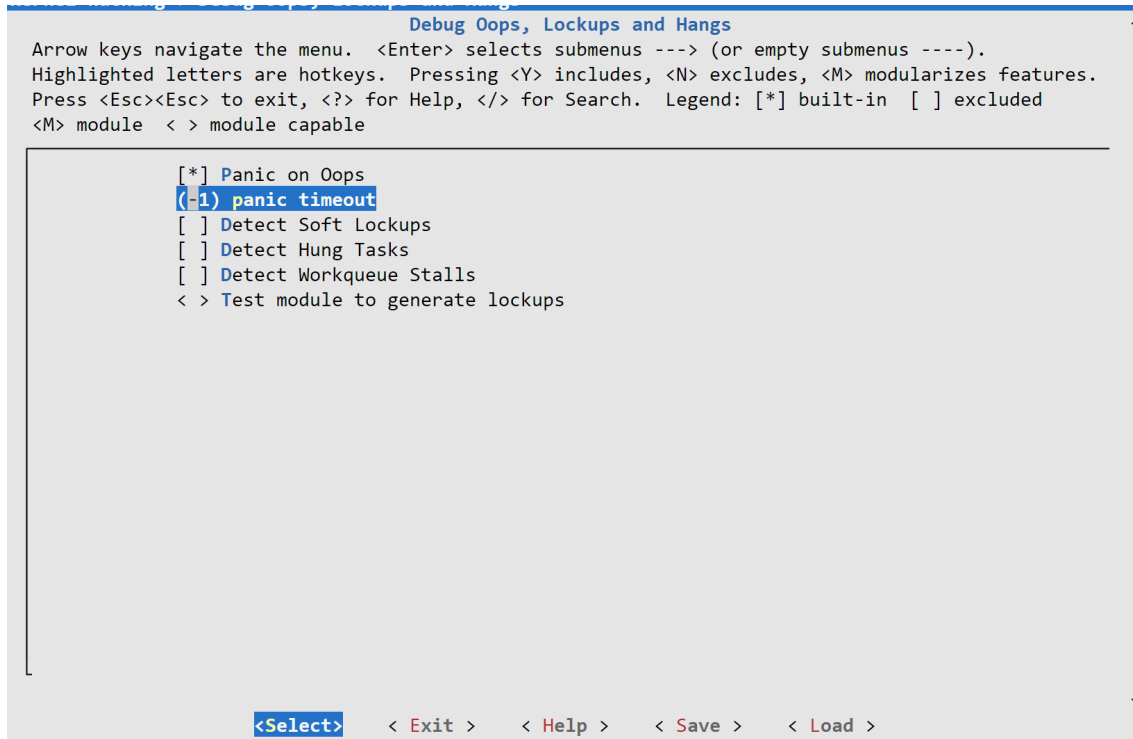 Debug Oops, Lockups and Hangs
Arrow keys navigate the menu.  <Enter> selects submenus ---> (or empty submenus ----).
Highlighted letters are hotkeys.  Pressing <Y> includes, <N> excludes, <M> modularizes features.
Press <Esc><Esc> to exit, <?> for Help, </> for Search.  Legend: [*] built-in  [ ] excluded
<M> module  < > module capable
[*] Panic on Oops
(-1) panic timeout
[ ] Detect Soft Lockups
[ ] Detect Hung Tasks
[ ] Detect Workqueue Stalls
< > Test module to generate lockups
<Select>    < Exit >    < Help >    < Save >    < Load >